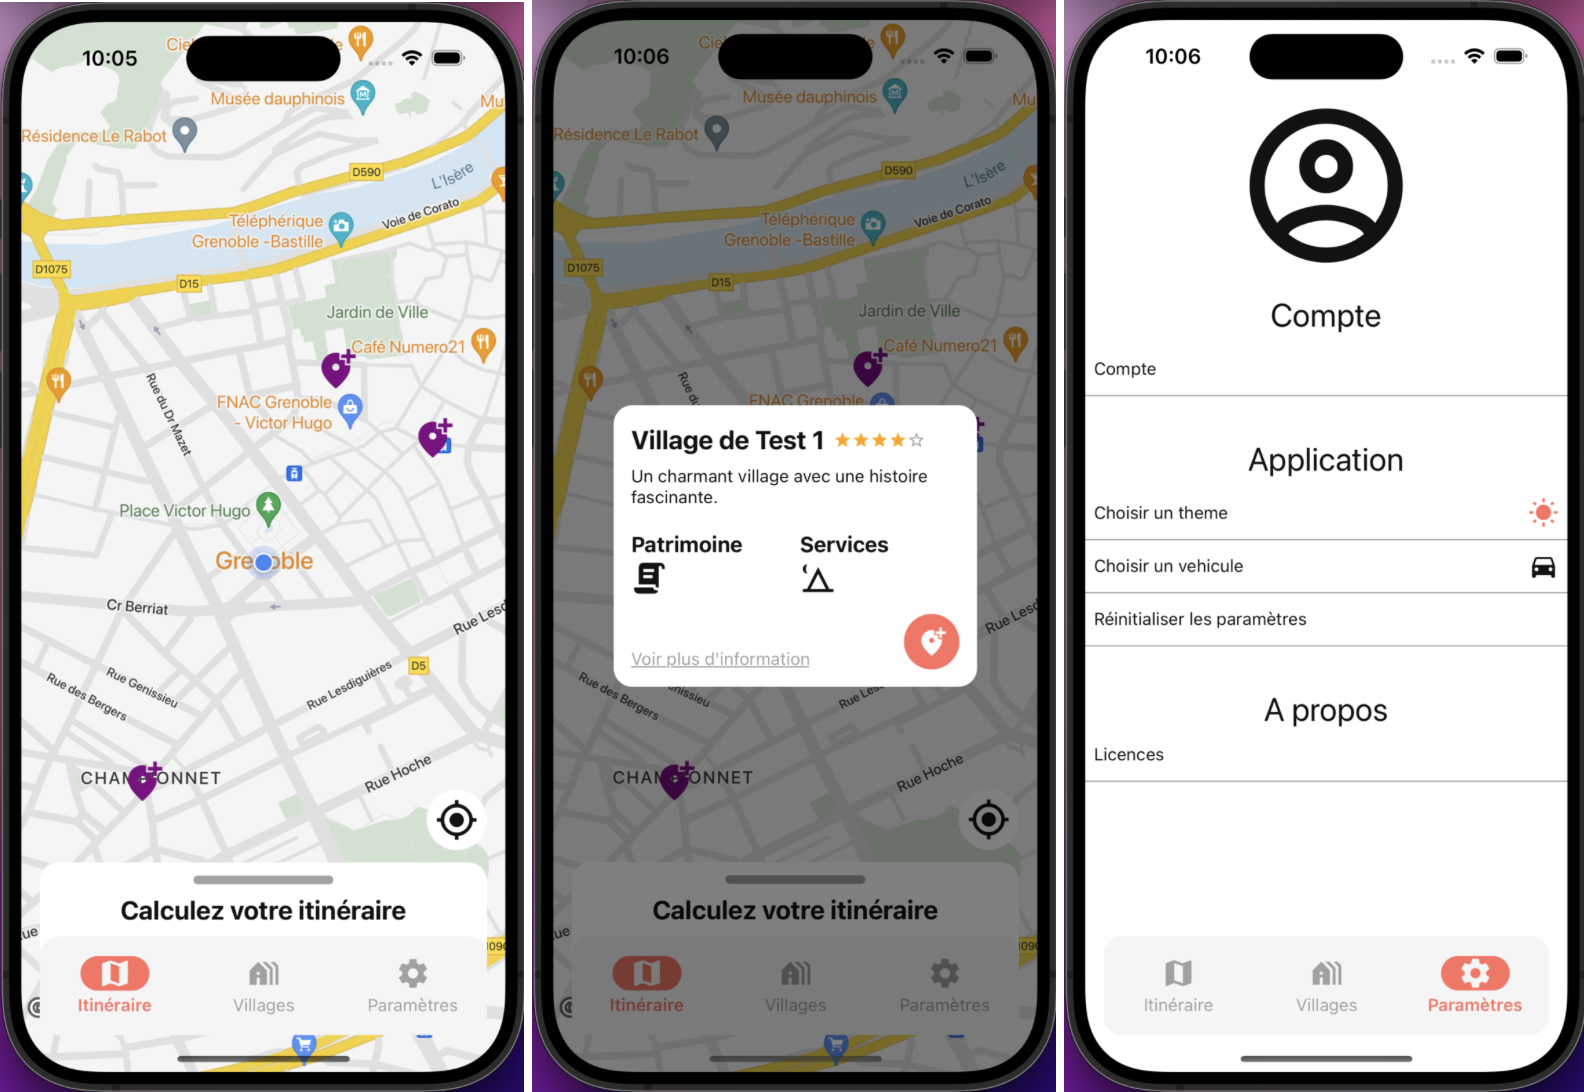 10:05
Musée dauphinois
Mu
Résidence Le Rabot
D590
L'Isère
Voie de Corato
Téléphérique
Grenoble -Bastille
D1075
D15
Jardin de Ville
Café Numero21
Rue du Dr Mazet
FNAC Grenoble
- Victor Hugo
Place Victor Hugo
Grenoble
Cr Berriat
Rue Lesd
Rue Genissieu
Rue des Bergers
Rue Lesdiguières
D5
Rue Hoche
Calculez votre itinéraire
Itinéraire
Villages
Paramètres
10:06
Musée dauphinois
Mu
Résidence Le Rabot
D590
L'Isère
Voie de Corato
Téléphérique
Grenoble -Bastille
D1075
D15
Jardin de Ville
Café Numero21
FNAC Grenoble
Village de Test 1
Un charmant village avec une histoire
fascinante.
Patrimoine
Services
Voir plus d'information
Rue des Bergers
Rue Hoche
Calculez votre itinéraire
Itinéraire
Villages
Paramètres
10:06
Compte
Compte
Application
Choisir un theme
Choisir un vehicule
Réinitialiser les paramètres
A propos
Licences
Itinéraire
Villages
Paramètres